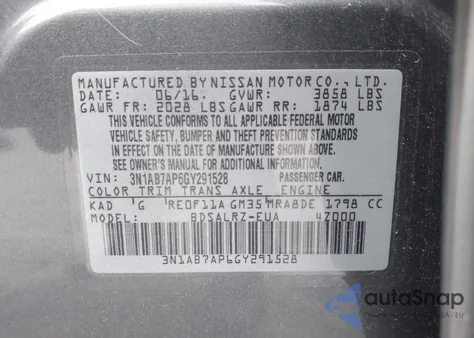 MANUFACTURED BY NISSAN MOTOR CO., LTD.
DATE: 06/16 GVWR: 3858 LBS
GAWR FR: 2028 LBS GAWR RR: 1874 LBS
THIS VEHICLE CONFORMS TO ALL APPLICABLE FEDERAL MOTOR
VEHICLE SAFETY, BUMPER AND THEFT PREVENTION STANDARDS
IN EFFECT ON THE DATE OF MANUFACTURE SHOWN ABOVE.
SEE OWNER'S MANUAL FOR ADDITIONAL INFORMATION.
3N1AB7AP6GY291528 PASSENGER CAR.
COLOR TRIM TRANS AXLE ENGINE
KAD G RE0F11A GM35 MRA8DE 1798 CC
MODEL: BDSALRZ-EUA 4Z000
3N1AB7AP6GY291528
autoSnap